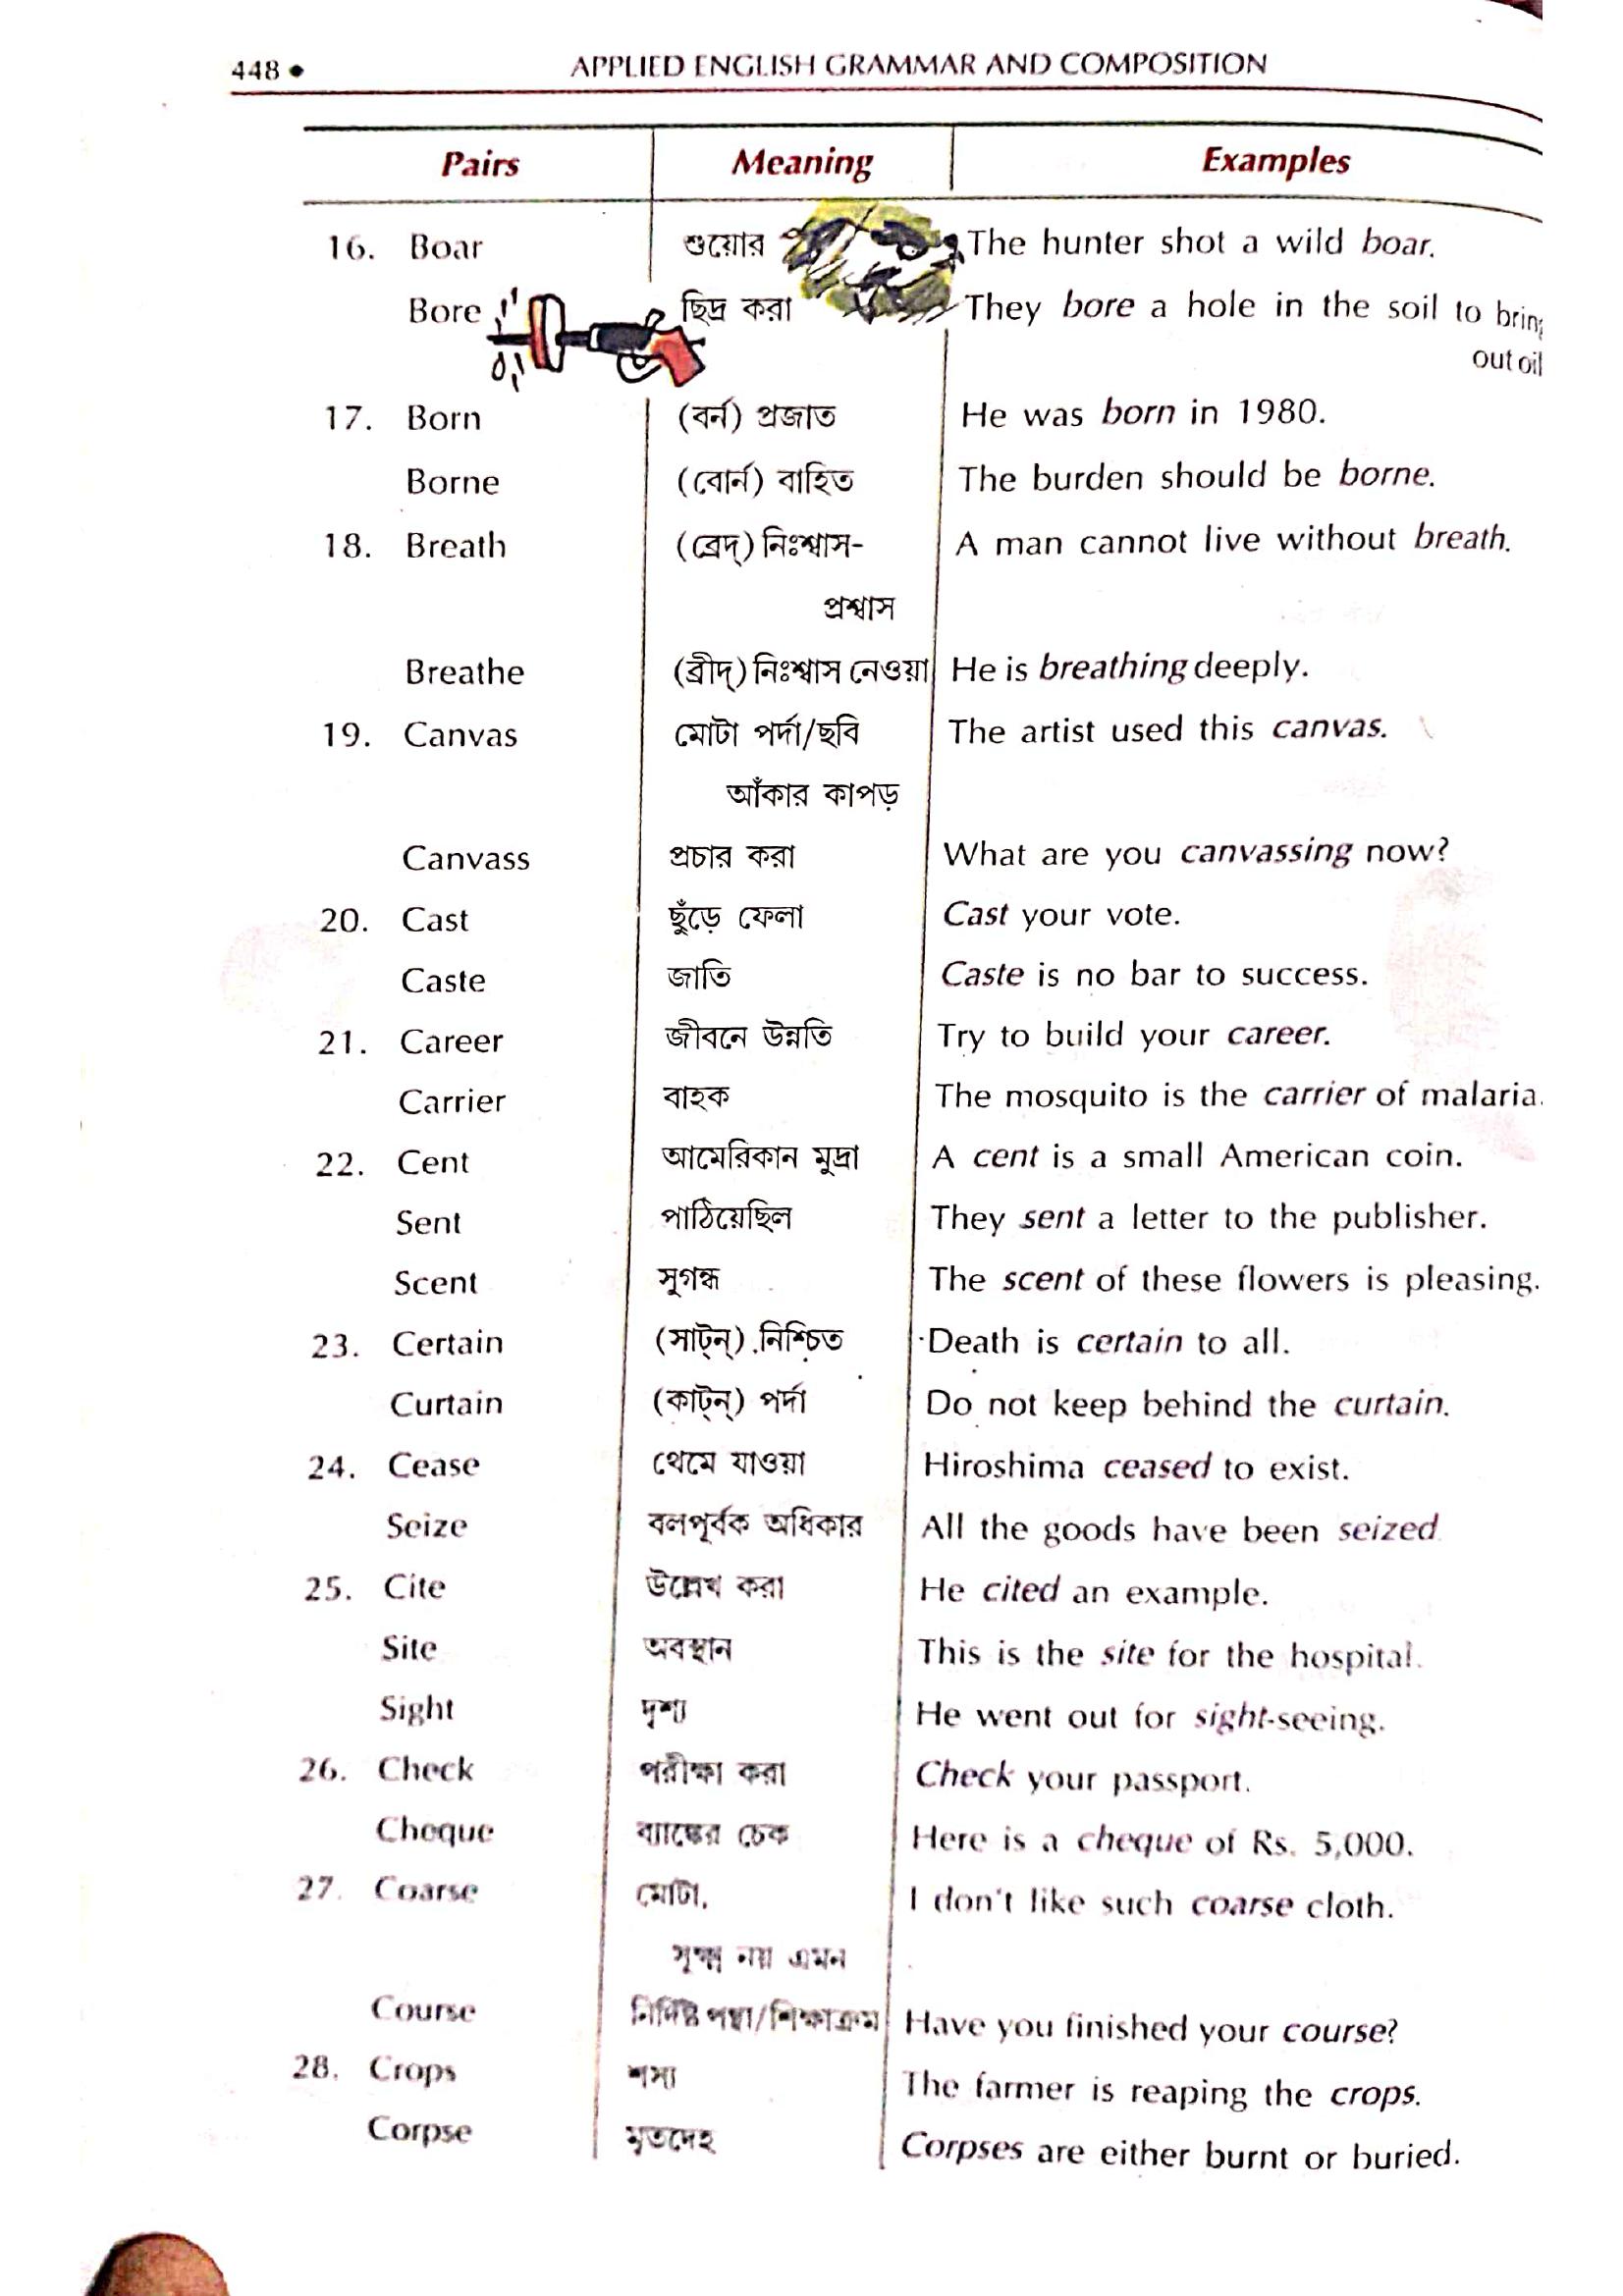 448 • APPLIED ENGLISH GRAMMAR AND COMPOSITION
Pairs Meaning Examples
16. Boar শুয়োর The hunter shot a wild boar.
Bore ছিদ্র করা They bore a hole in the soil to bring
out oil
17. Born (বর্ন) প্রজাত He was born in 1980.
Borne (বোর্ন) বাহিত The burden should be borne.
18. Breath (ব্রেদ্) নিঃশ্বাস- A man cannot live without breath.
প্রশ্বাস
Breathe (ব্রীদ্) নিঃশ্বাস নেওয়া He is breathing deeply.
19. Canvas মোটা পর্দা/ছবি The artist used this canvas.
আঁকার কাপড়
Canvass প্রচার করা What are you canvassing now?
20. Cast ছুঁড়ে ফেলা Cast your vote.
Caste জাতি Caste is no bar to success.
21. Career জীবনে উন্নতি Try to build your career.
Carrier বাহক The mosquito is the carrier of malaria.
22. Cent আমেরিকান মুদ্রা A cent is a small American coin.
Sent পাঠিয়েছিল They sent a letter to the publisher.
Scent সুগন্ধ The scent of these flowers is pleasing.
23. Certain (সার্ট্ন্) নিশ্চিত Death is certain to all.
Curtain (কার্ট্ন্) পর্দা Do not keep behind the curtain.
24. Cease থেমে যাওয়া Hiroshima ceased to exist.
Seize বলপূর্বক অধিকার All the goods have been seized
25. Cite উল্লেখ করা He cited an example.
Site অবস্থান This is the site for the hospital.
Sight দৃশ্য He went out for sight-seeing.
26. Check পরীক্ষা করা Check your passport.
Cheque ব্যাঙ্কের চেক Here is a cheque of Rs. 5,000.
27. Coarse মোটা, I don't like such coarse cloth.
সূক্ষ্ম নয় এমন
Course নির্দিষ্ট পন্থা/শিক্ষাক্রম Have you finished your course?
28. Crops শস্য The farmer is reaping the crops.
Corpse মৃতদেহ Corpses are either burnt or buried.